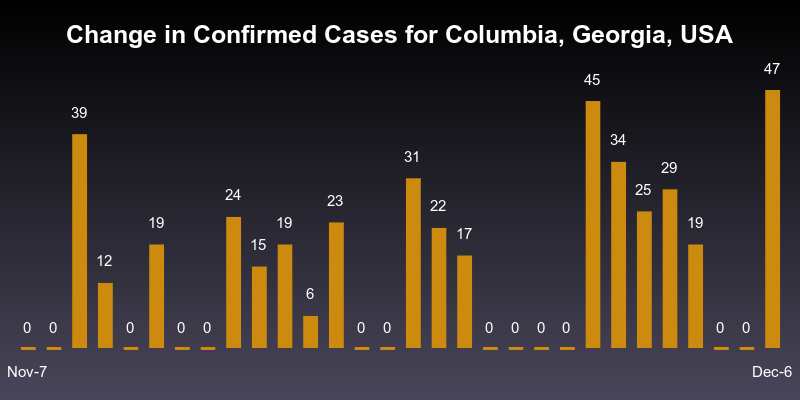 Change in Confirmed Cases for Columbia, Georgia, USA
0 0 39 12 0 19 0 0 24 15 19 6 23 0 0 31 22 17 0 0 0 0 45 34 25 29 19 0 0 47
Nov-7 Dec-6